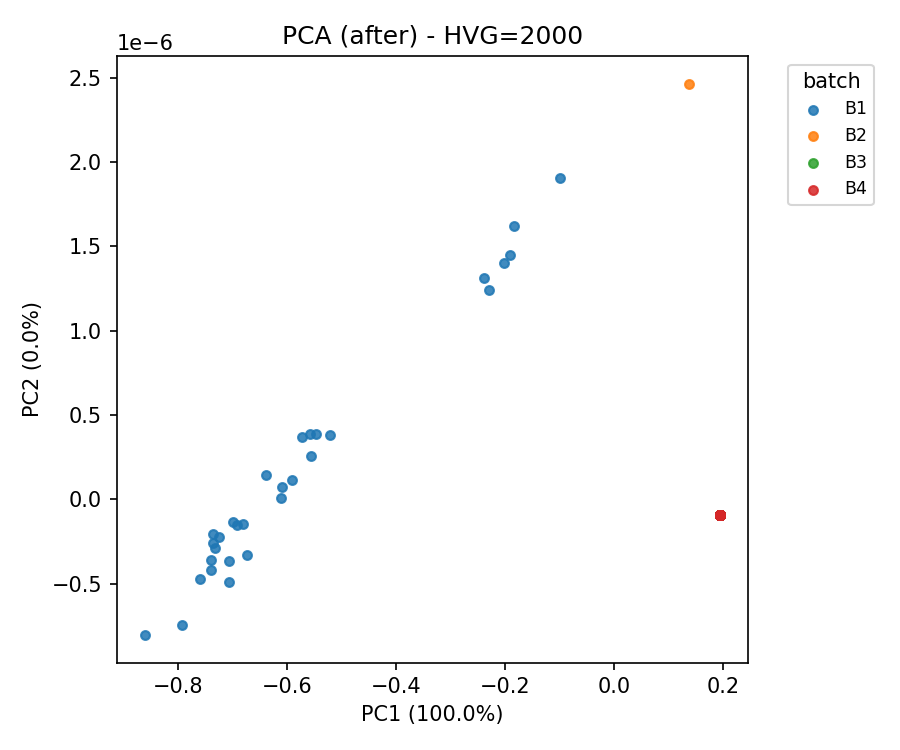 PCA (after) - HVG=2000
1e−6
2.5
2.0
1.5
1.0
0.5
0.0
−0.5
PC2 (0.0%)
−0.8 −0.6 −0.4 −0.2 0.0 0.2
PC1 (100.0%)
batch
B1
B2
B3
B4